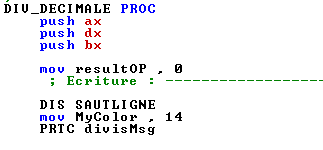 DIV_DECIMALE PROC
push ax
push dx
push bx
mov resultOP , 0
; Ecriture : -------------------
DIS SAUTLIGNE
mov MyColor , 14
PRTC divisMsg